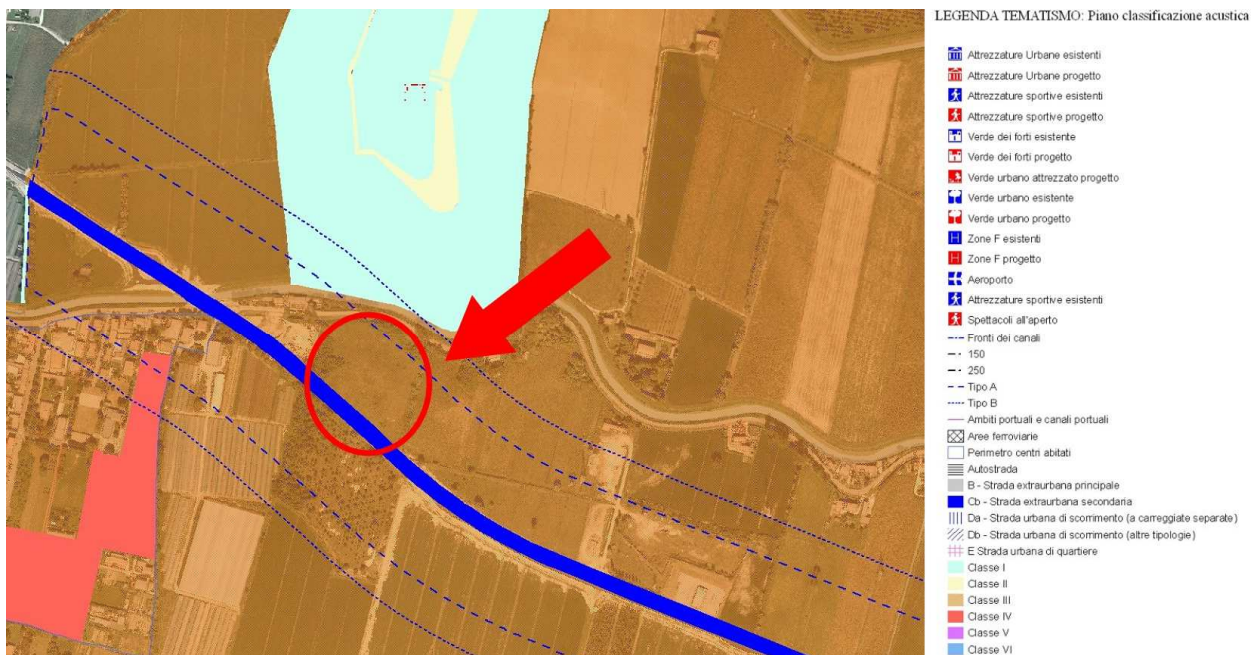 LEGENDA TEMATISMO: Piano classificazione acustica
Attrezzature Urbane esistenti
Attrezzature Urbane progetto
Attrezzature sportive esistenti
Attrezzature sportive progetto
Verde dei forti esistente
Verde dei forti progetto
Verde urbano attrezzato progetto
Verde urbano esistente
Verde urbano progetto
Zone F esistenti
Zone F progetto
Aeroporto
Attrezzature sportive esistenti
Spettacoli all'aperto
Fronti dei canali
150
250
Tipo A
Tipo B
Ambiti portuali e canali portuali
Aree ferroviarie
Perimetro centri abitati
Autostrada
B - Strada extraurbana principale
Cb - Strada extraurbana secondaria
Da - Strada urbana di scorrimento (a carreggiate separate)
Db - Strada urbana di scorrimento (altre tipologie)
E Strada urbana di quartiere
Classe I
Classe II
Classe III
Classe IV
Classe V
Classe VI